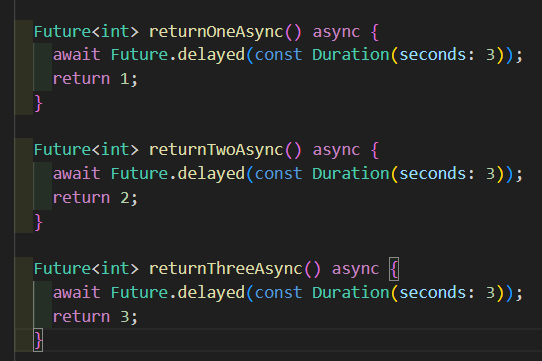 Future<int> returnOneAsync() async {
await Future.delayed(const Duration(seconds: 3));
return 1;
}
Future<int> returnTwoAsync() async {
await Future.delayed(const Duration(seconds: 3));
return 2;
}
Future<int> returnThreeAsync() async {
await Future.delayed(const Duration(seconds: 3));
return 3;
}